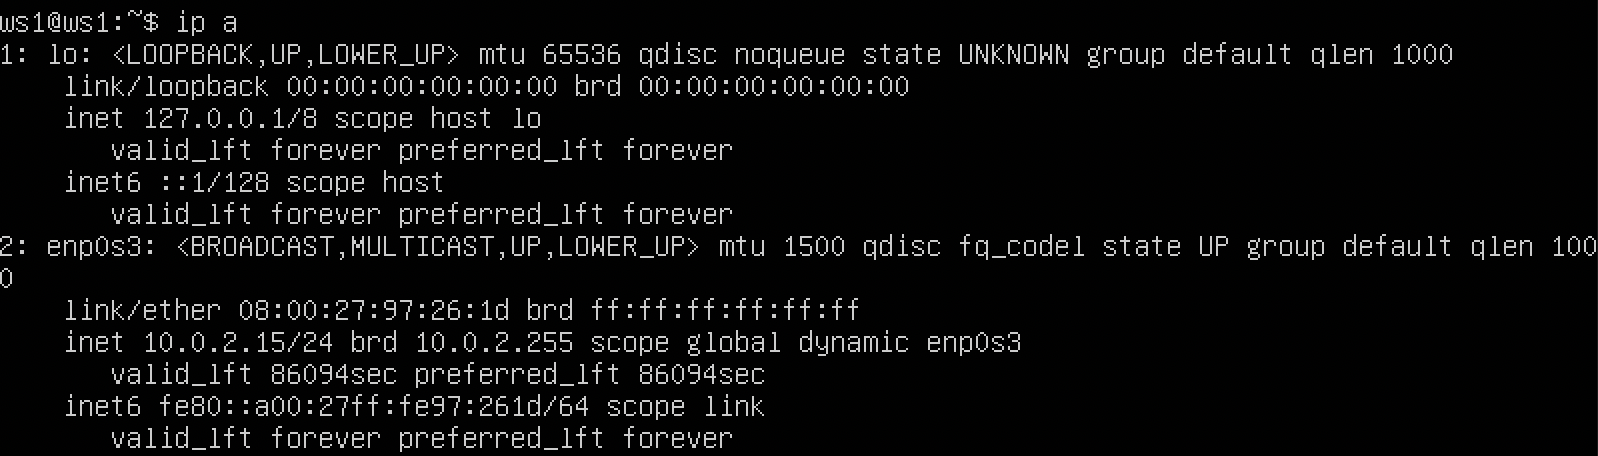 ws1@ws1:~$ ip a
1: lo: <LOOPBACK,UP,LOWER_UP> mtu 65536 qdisc noqueue state UNKNOWN group default qlen 1000
    link/loopback 00:00:00:00:00:00 brd 00:00:00:00:00:00
    inet 127.0.0.1/8 scope host lo
       valid_lft forever preferred_lft forever
    inet6 ::1/128 scope host
       valid_lft forever preferred_lft forever
2: enp0s3: <BROADCAST,MULTICAST,UP,LOWER_UP> mtu 1500 qdisc fq_codel state UP group default qlen 100
0
    link/ether 08:00:27:97:26:1d brd ff:ff:ff:ff:ff:ff
    inet 10.0.2.15/24 brd 10.0.2.255 scope global dynamic enp0s3
       valid_lft 86094sec preferred_lft 86094sec
    inet6 fe80::a00:27ff:fe97:261d/64 scope link
       valid_lft forever preferred_lft forever